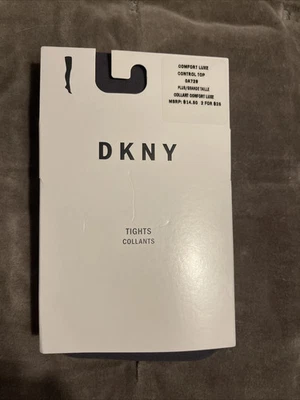 COMFORT LUXE
CONTROL TOP
0A729
PLUS/GRANDE TAILLE
COLLANT COMFORT LUXE
MSRP: $14.50 2 FOR $25
DKNY
TIGHTS
COLLANTS